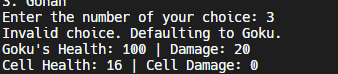 3. Gohan
Enter the number of your choice: 3
Invalid choice. Defaulting to Goku.
Goku's Health: 100 | Damage: 20
Cell Health: 16 | Cell Damage: 0